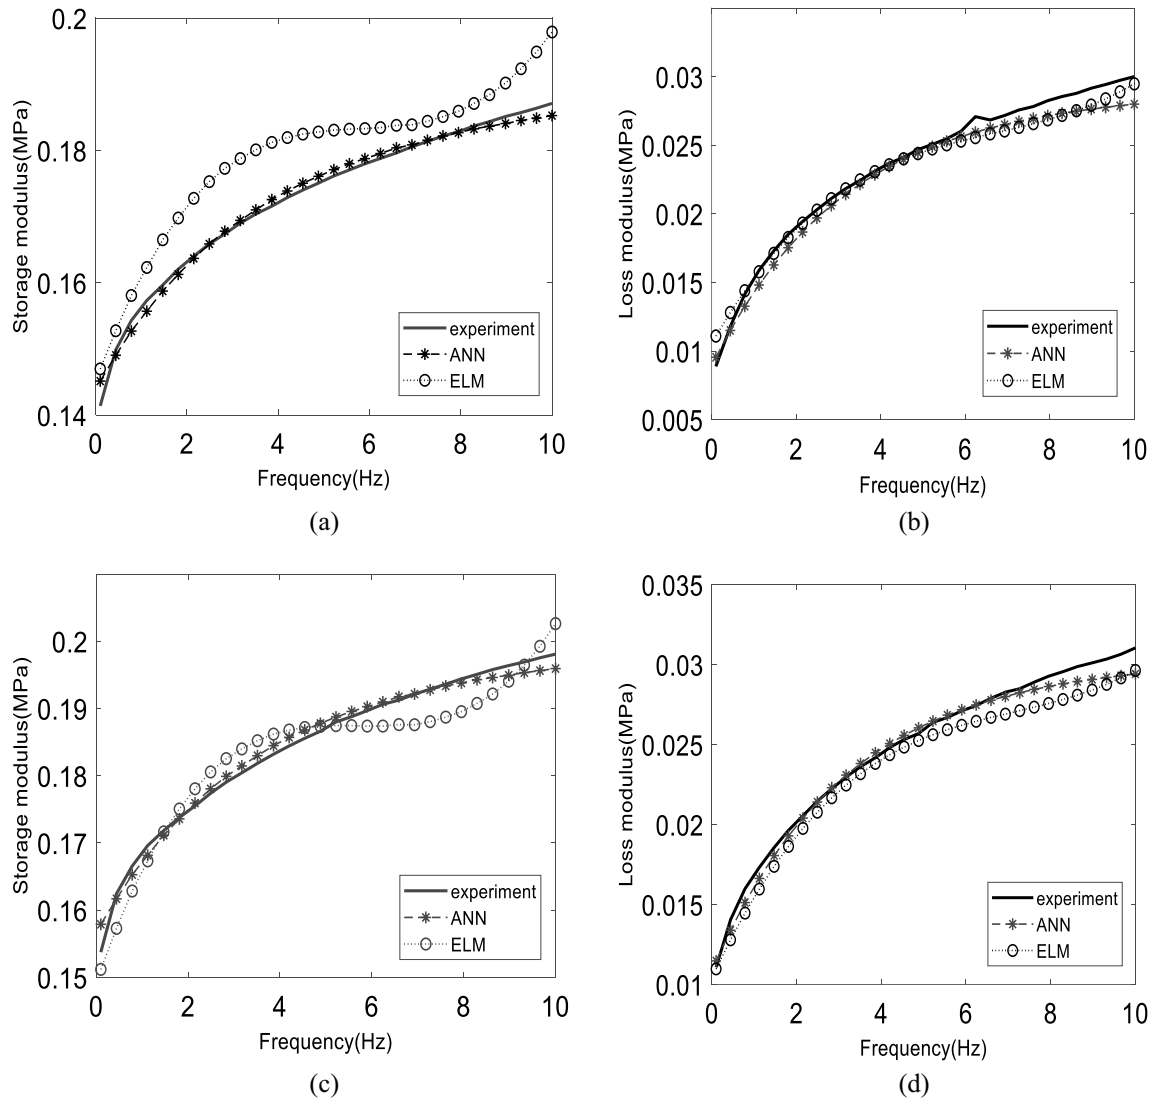 0.2
0.18
0.16
0.14
Storage modulus(MPa)
0 2 4 6 8 10
Frequency(Hz)
experiment
ANN
ELM
(a)
0.03
0.025
0.02
0.015
0.01
0.005
Loss modulus(MPa)
0 2 4 6 8 10
Frequency(Hz)
experiment
ANN
ELM
(b)
0.2
0.19
0.18
0.17
0.16
0.15
Storage modulus(MPa)
0 2 4 6 8 10
Frequency(Hz)
experiment
ANN
ELM
(c)
0.035
0.03
0.025
0.02
0.015
0.01
Loss modulus(MPa)
0 2 4 6 8 10
Frequency(Hz)
experiment
ANN
ELM
(d)